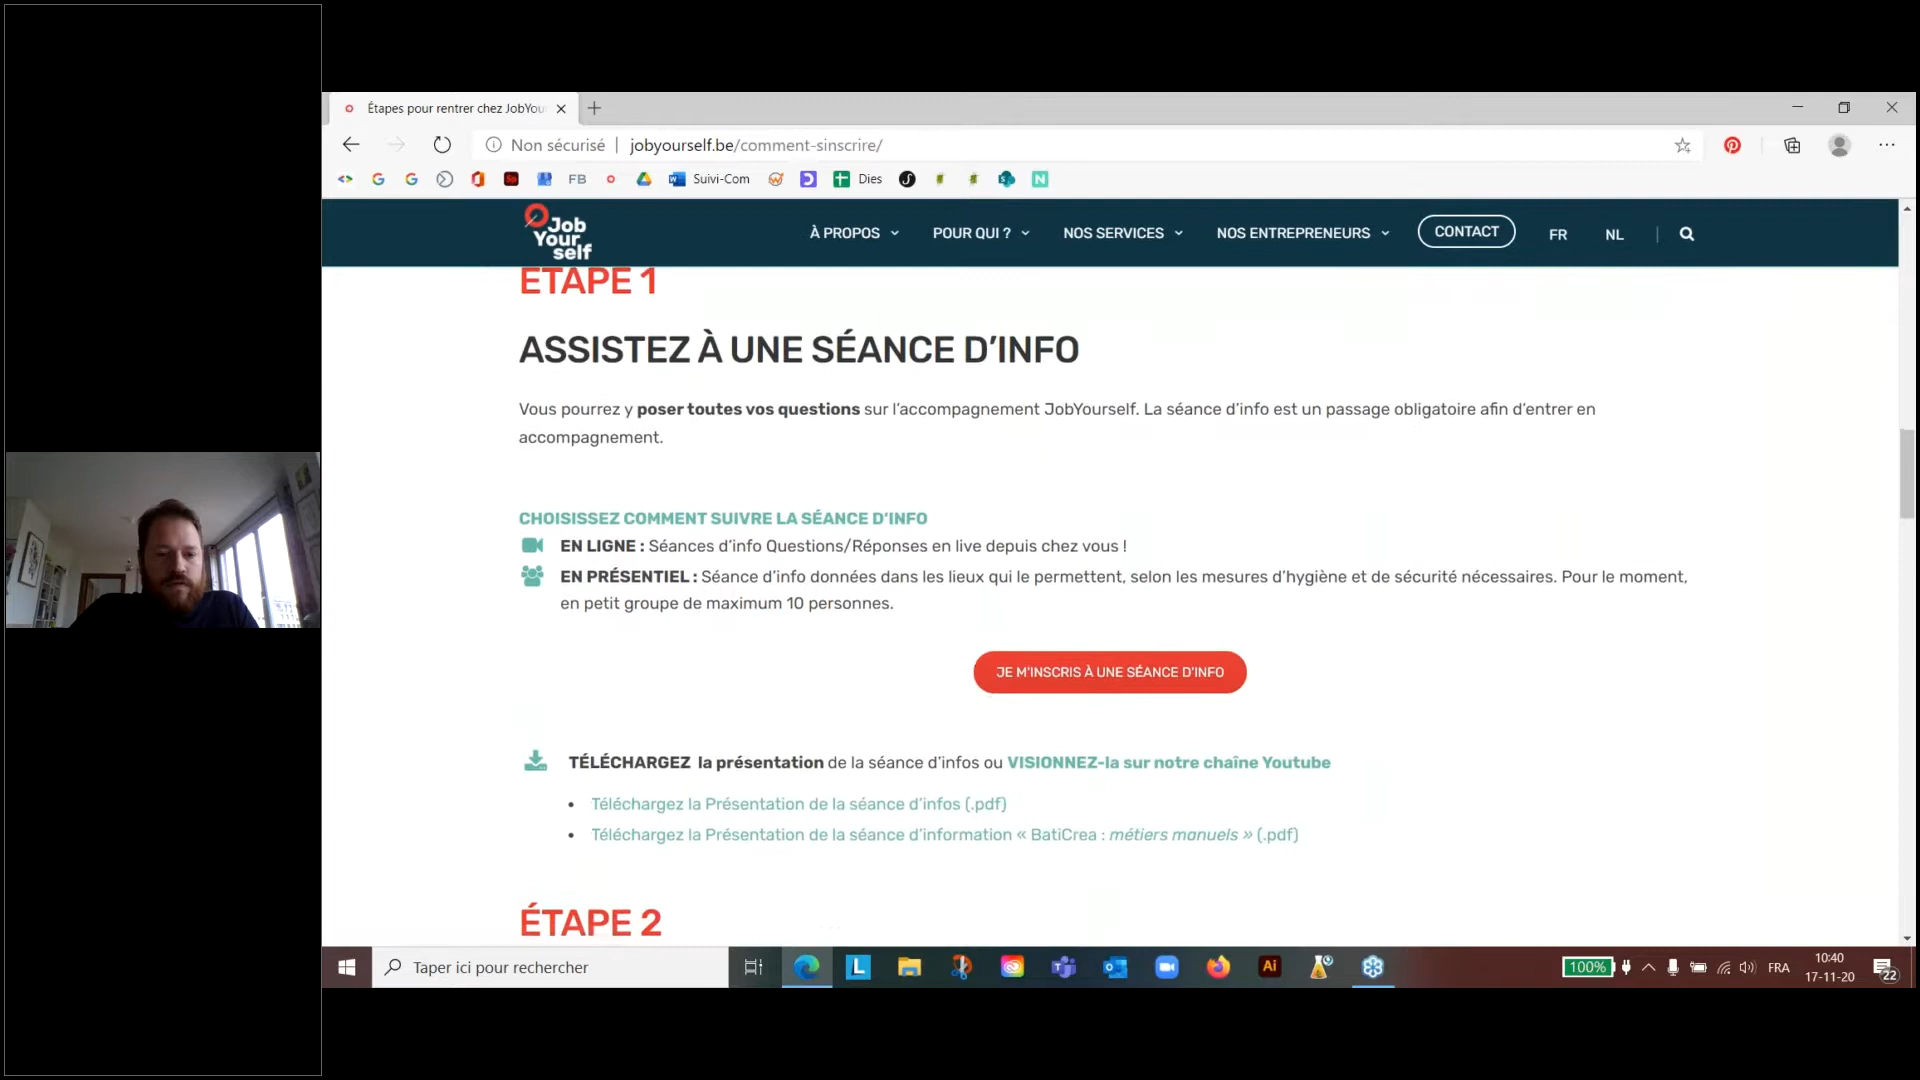 Étapes pour rentrer chez JobYou
Non sécurisé
jobyourself.be/comment-sinscrire/
FB
Suivi-Com
Dies
Job
Your
self
À PROPOS
POUR QUI ?
NOS SERVICES
NOS ENTREPRENEURS
CONTACT
FR
NL
ÉTAPE 1
ASSISTEZ À UNE SÉANCE D’INFO
Vous pourrez y poser toutes vos questions sur l’accompagnement JobYourself. La séance d’info est un passage obligatoire afin d’entrer en
accompagnement.
CHOISISSEZ COMMENT SUIVRE LA SÉANCE D’INFO
EN LIGNE : Séances d’info Questions/Réponses en live depuis chez vous !
EN PRÉSENTIEL : Séance d’info données dans les lieux qui le permettent, selon les mesures d’hygiène et de sécurité nécessaires. Pour le moment,
en petit groupe de maximum 10 personnes.
JE M'INSCRIS À UNE SÉANCE D'INFO
TÉLÉCHARGEZ la présentation de la séance d’infos ou VISIONNEZ-la sur notre chaîne Youtube
• Téléchargez la Présentation de la séance d’infos (.pdf)
• Téléchargez la Présentation de la séance d’information « BatiCrea : métiers manuels » (.pdf)
ÉTAPE 2
Taper ici pour rechercher
L
Ai
100%
FRA
10:40
17-11-20
22